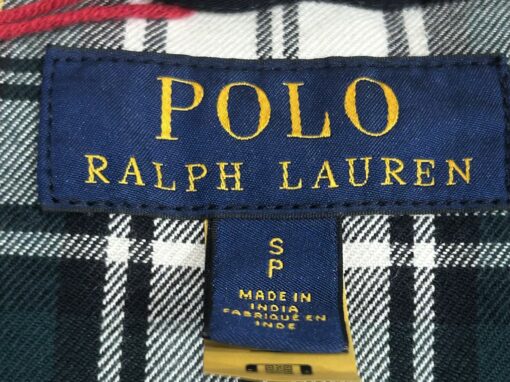 POLO
RALPH LAUREN
S
P
MADE IN
INDIA
FABRIQUÉ EN
INDE